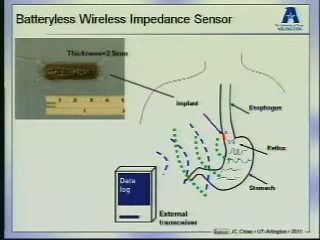 Batteryless Wireless Impedance Sensor
ARLINGTON
Thickness=2.5mm
Implant
Esophagus
Reflux
Stomach
Data
log
External
transceiver
J.C. Chiao • UT-Arlington • 2011